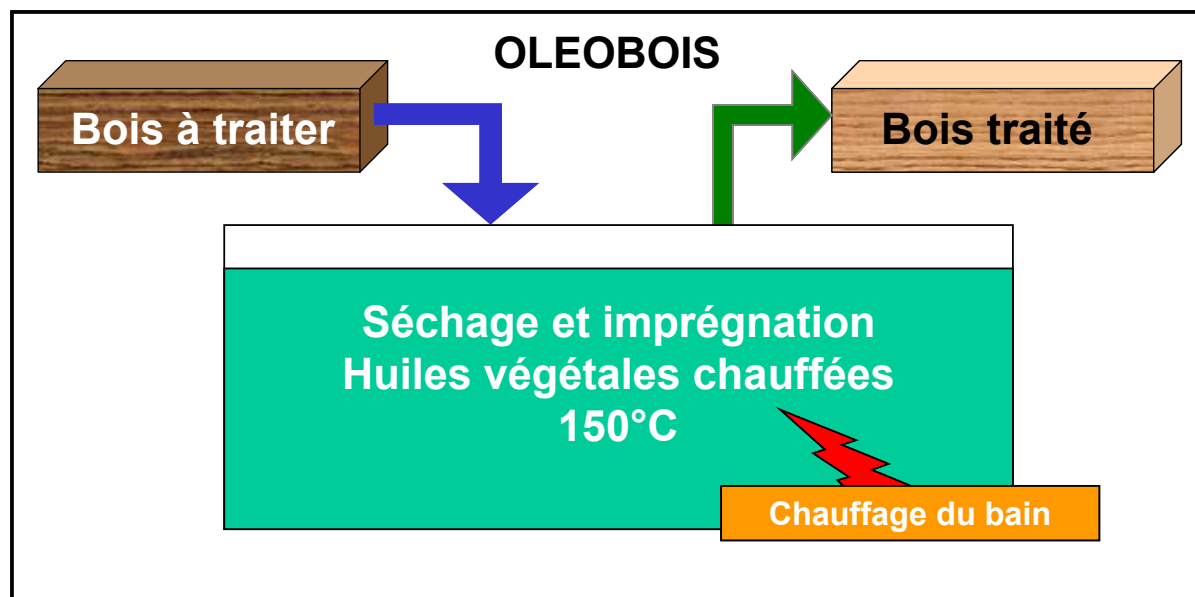 OLEOBOIS
Bois à traiter
Bois traité
Séchage et imprégnation
Huiles végétales chauffées
150°C
Chauffage du bain